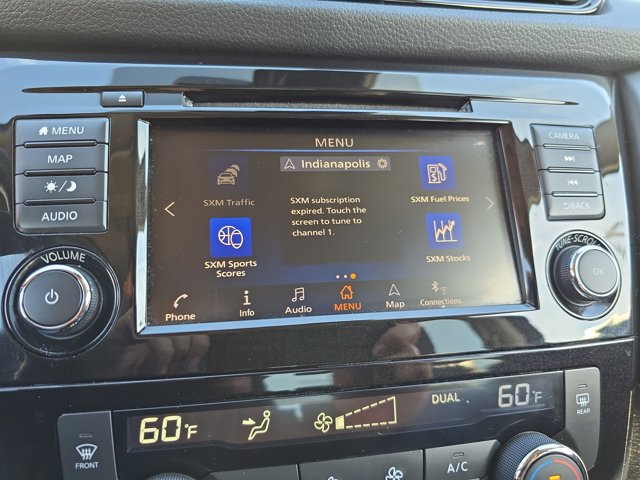 MENU
MAP
AUDIO
VOLUME
MENU
Indianapolis
SXM Traffic
SXM subscription
expired. Touch the
screen to tune to
channel 1.
SXM Fuel Prices
SXM Sports
Scores
SXM Stocks
Phone
Info
Audio
MENU
Map
Connections
CAMERA
BACK
TUNE·SCROLL
OK
60°F
DUAL
60°F
FRONT
A/C
REAR